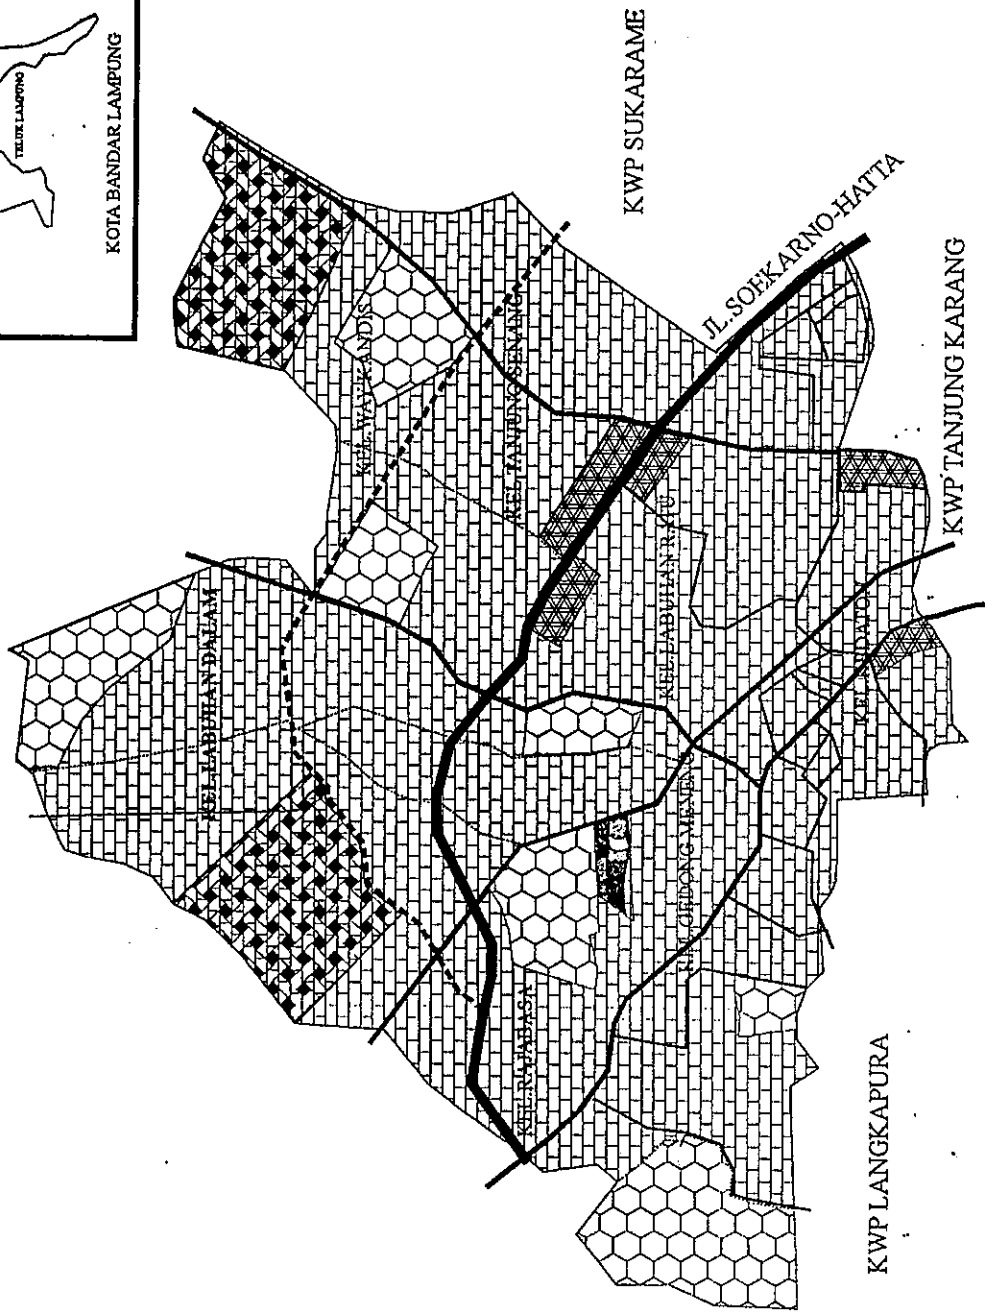 TELUK LAMPUNG
KOTA BANDAR LAMPUNG
KWP SUKARAME
JL.SOEKARNO-HATTA
KWP TANJUNG KARANG
KEL.WAY KANDIS
KEL.TANJUNG SENANG
KEL.LABUHAN DALAM
KEL.LABUHAN RATU
KEL.GEDONG MENENG
KEL.RAJABASA
KWP LANGKAPURA